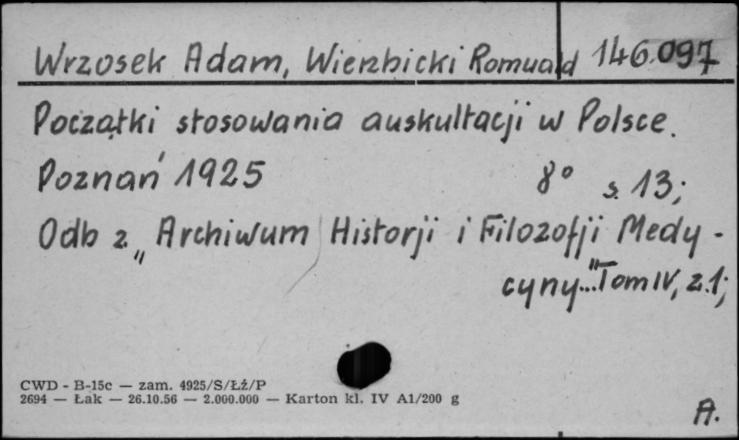 Wrzosek Adam, Wierzbicki Romuald 146.097
Początki stosowania auskultacji w Polsce.
Poznań 1925 8° s. 13;
Odb z „Archiwum Historji i Filozofji Medy-
cyny..." Tom IV, z.1;
CWD - B-15c — zam. 4925/S/Łź/P
2694 — Łak — 26.10.56 — 2.000.000 — Karton kl. IV A1/200 g
A.